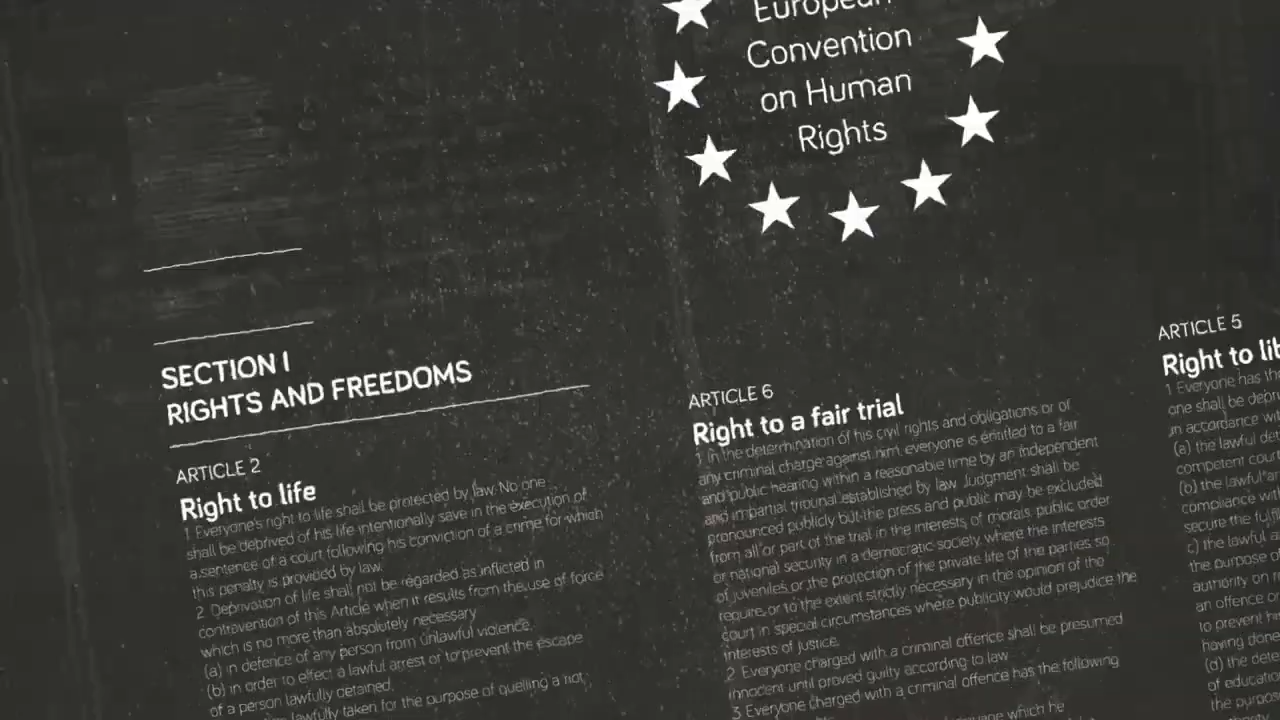 European
Convention
on Human
Rights
SECTION I
RIGHTS AND FREEDOMS
ARTICLE 2
Right to life
1 Everyone's right to life shall be protected by law. No one
shall be deprived of his life intentionally save in the execution of
a sentence of a court following his conviction of a crime for which
this penalty is provided by law.
2 Deprivation of life shall not be regarded as inflicted in
contravention of this Article when it results from the use of force
which is no more than absolutely necessary
(a) in defence of any person from unlawful violence.
(b) in order to effect a lawful arrest or to prevent the escape
of a person lawfully detained.
lawfully taken for the purpose of quelling a riot
ARTICLE 6
Right to a fair trial
1 In the determination of his civil rights and obligations or of
any criminal charge against him, everyone is entitled to a fair
and public hearing within a reasonable time by an independent
and impartial tribunal established by law. Judgment shall be
pronounced publicly but the press and public may be excluded
from all or part of the trial in the interests of morals, public order
or national security in a democratic society, where the interests
of juveniles or the protection of the private life of the parties so
require, or to the extent strictly necessary in the opinion of the
court in special circumstances where publicity would prejudice the
interests of justice.
2 Everyone charged with a criminal offence shall be presumed
innocent until proved guilty according to law
3 Everyone charged with a criminal offence has the following
which he
ARTICLE 5
Right to lib
1 Everyone has the
one shall be depr
in accordance wi
(a) the lawful det
competent cour
(b) the lawful ar
compliance with
secure the fulfi
c) the lawful a
the purpose o
authority on r
an offence or
to prevent hi
having done
(d) the dete
of education
the purpos